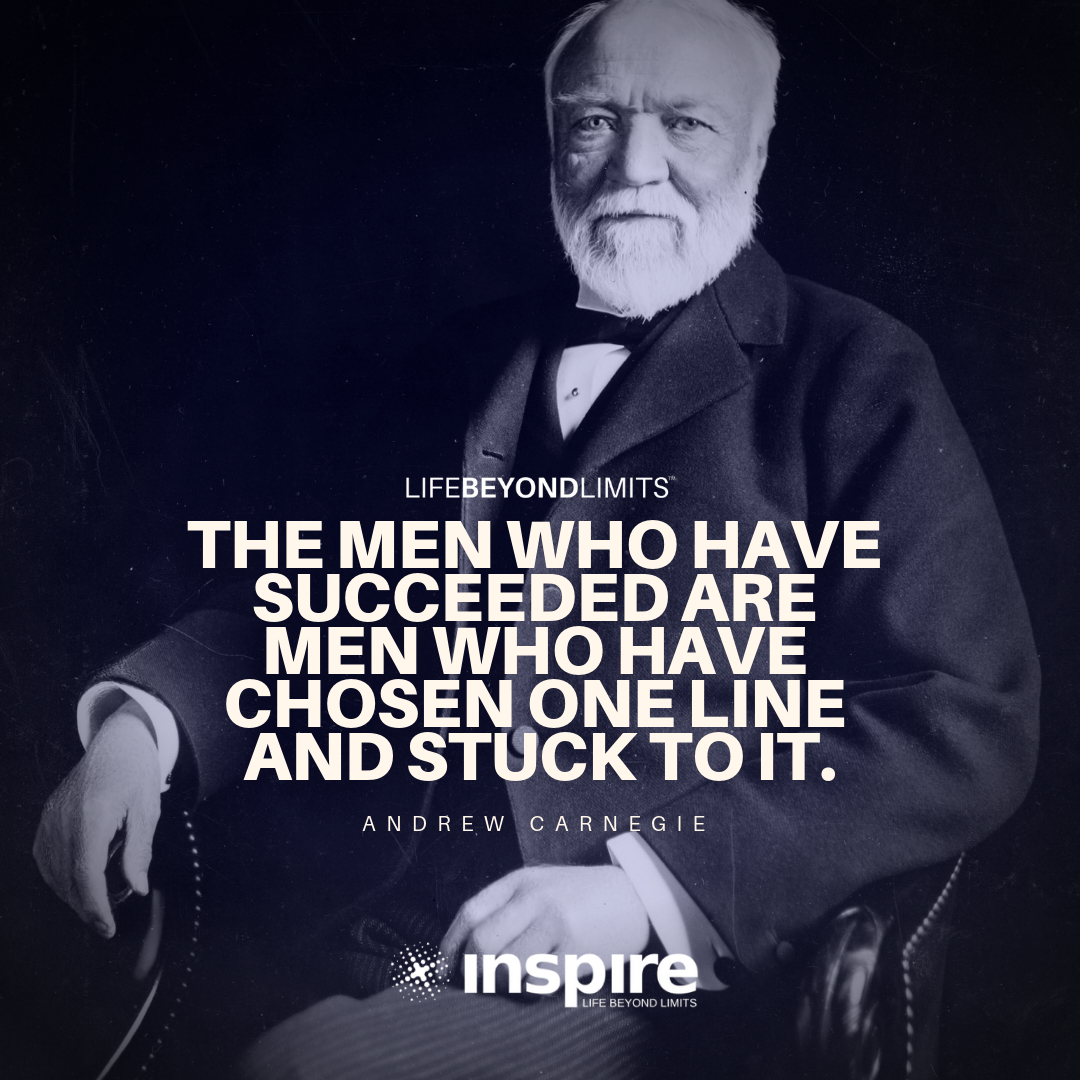 LIFEBEYONDLIMITS™
THE MEN WHO HAVE
SUCCEEDED ARE
MEN WHO HAVE
CHOSEN ONE LINE
AND STUCK TO IT.
ANDREW CARNEGIE
inspire
LIFE BEYOND LIMITS